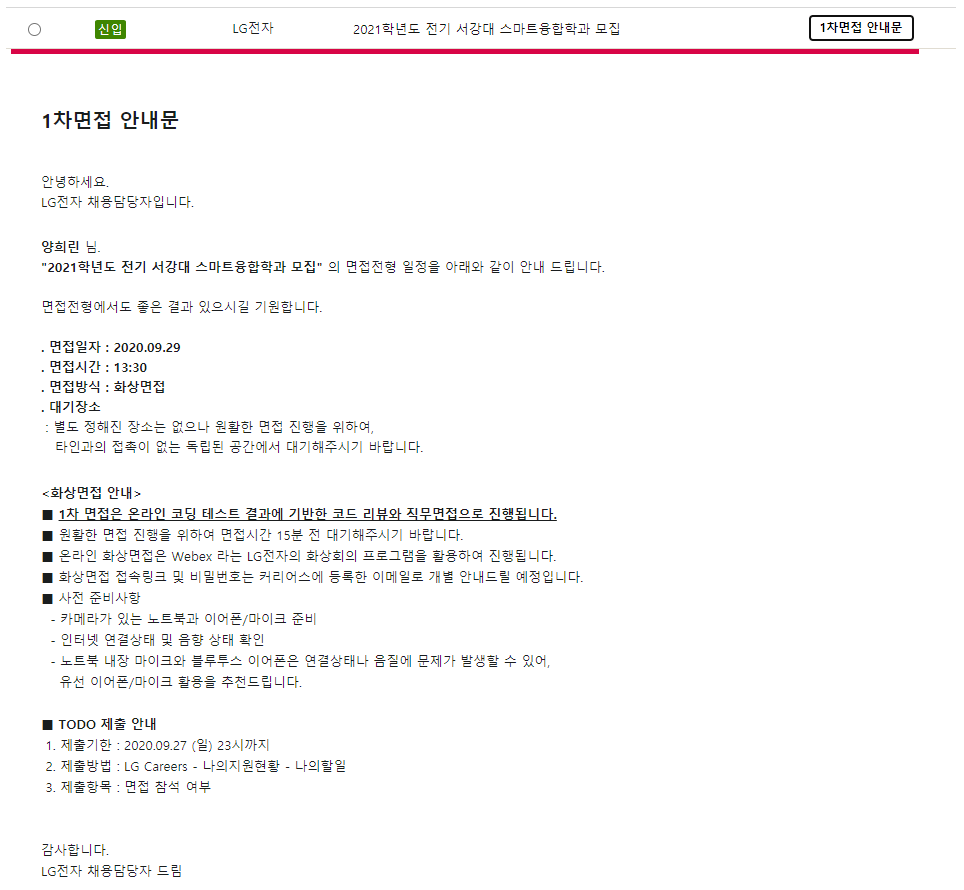 신입 LG전자 2021학년도 전기 서강대 스마트융합학과 모집 1차면접 안내문
1차면접 안내문
안녕하세요.
LG전자 채용담당자입니다.
양희린 님.
"2021학년도 전기 서강대 스마트융합학과 모집" 의 면접전형 일정을 아래와 같이 안내 드립니다.
면접전형에서도 좋은 결과 있으시길 기원합니다.
. 면접일자 : 2020.09.29
. 면접시간 : 13:30
. 면접방식 : 화상면접
. 대기장소
: 별도 정해진 장소는 없으나 원활한 면접 진행을 위하여,
타인과의 접촉이 없는 독립된 공간에서 대기해주시기 바랍니다.
<화상면접 안내>
■ 1차 면접은 온라인 코딩 테스트 결과에 기반한 코드 리뷰와 직무면접으로 진행됩니다.
■ 원활한 면접 진행을 위하여 면접시간 15분 전 대기해주시기 바랍니다.
■ 온라인 화상면접은 Webex 라는 LG전자의 화상회의 프로그램을 활용하여 진행됩니다.
■ 화상면접 접속링크 및 비밀번호는 커리어스에 등록한 이메일로 개별 안내드릴 예정입니다.
■ 사전 준비사항
- 카메라가 있는 노트북과 이어폰/마이크 준비
- 인터넷 연결상태 및 음향 상태 확인
- 노트북 내장 마이크와 블루투스 이어폰은 연결상태나 음질에 문제가 발생할 수 있어,
유선 이어폰/마이크 활용을 추천드립니다.
■ TODO 제출 안내
1. 제출기한 : 2020.09.27 (일) 23시까지
2. 제출방법 : LG Careers - 나의지원현황 - 나의할일
3. 제출항목 : 면접 참석 여부
감사합니다.
LG전자 채용담당자 드림